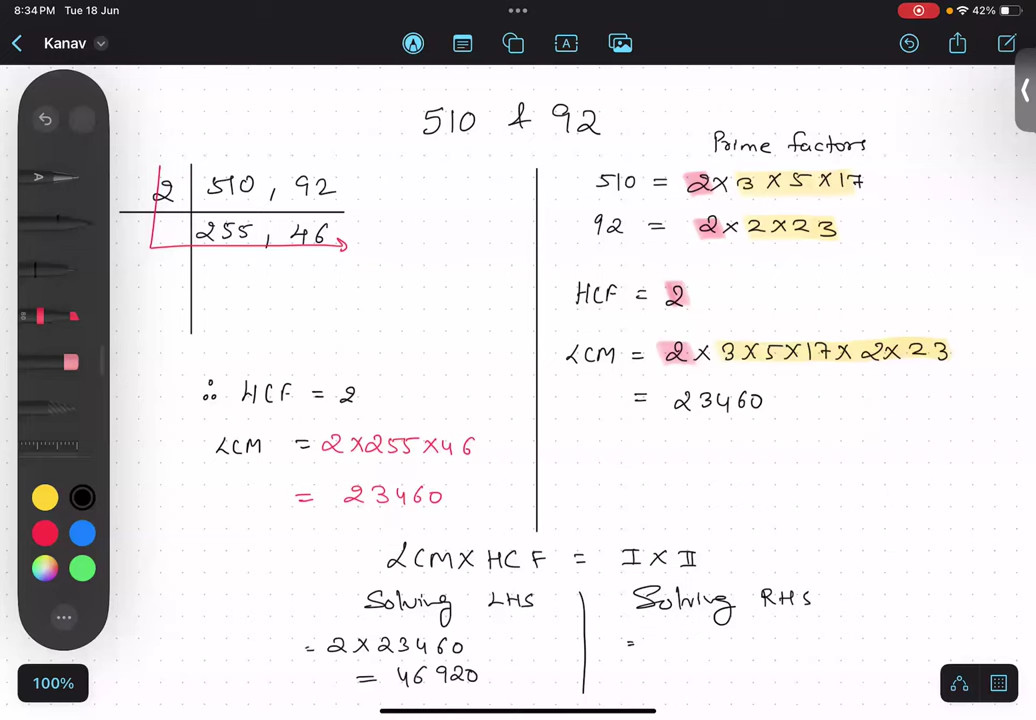 8:34 PM Tue 18 Jun
42%
Kanav
A
510 & 92
2 | 510, 92
255, 46
∴ HCF = 2
LCM = 2×255×46
= 23460
Prime factors
510 = 2×3×5×17
92 = 2×2×23
HCF = 2
LCM = 2×3×5×17×2×23
= 23460
LCM×HCF = I×II
Solving LHS
= 2×23460
= 46920
Solving RHS
=
100%